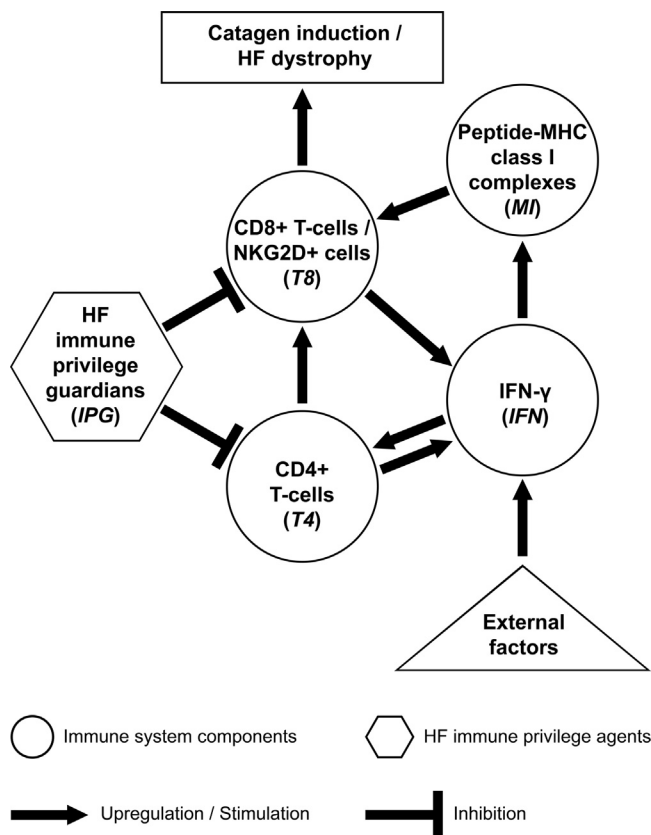 Catagen induction /
HF dystrophy
Peptide-MHC
class I
complexes
(MI)
CD8+ T-cells /
NKG2D+ cells
(T8)
HF
immune
privilege
guardians
(IPG)
IFN-γ
(IFN)
CD4+
T-cells
(T4)
External
factors
Immune system components
HF immune privilege agents
Upregulation / Stimulation
Inhibition